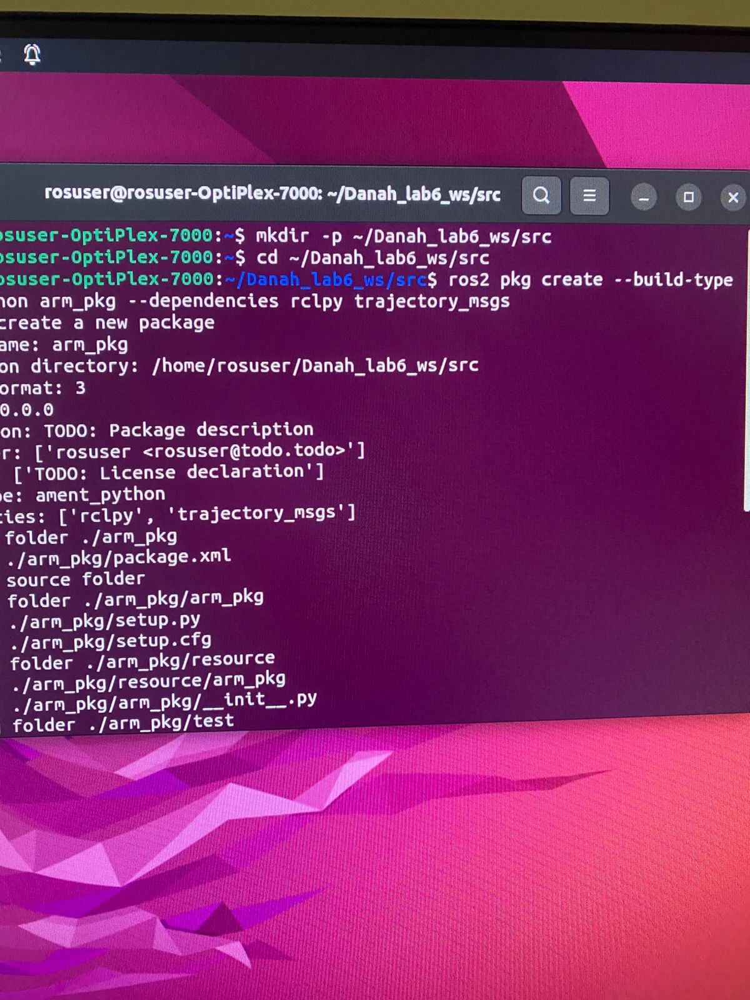 rosuser@rosuser-OptiPlex-7000: ~/Danah_lab6_ws/src
osuser-OptiPlex-7000:~$ mkdir -p ~/Danah_lab6_ws/src
osuser-OptiPlex-7000:~$ cd ~/Danah_lab6_ws/src
osuser-OptiPlex-7000:~/Danah_lab6_ws/src$ ros2 pkg create --build-type
hon arm_pkg --dependencies rclpy trajectory_msgs
create a new package
ame: arm_pkg
on directory: /home/rosuser/Danah_lab6_ws/src
ormat: 3
0.0.0
on: TODO: Package description
r: ['rosuser <rosuser@todo.todo>']
['TODO: License declaration']
pe: ament_python
cies: ['rclpy', 'trajectory_msgs']
folder ./arm_pkg
./arm_pkg/package.xml
source folder
folder ./arm_pkg/arm_pkg
./arm_pkg/setup.py
./arm_pkg/setup.cfg
folder ./arm_pkg/resource
./arm_pkg/resource/arm_pkg
./arm_pkg/arm_pkg/__init__.py
folder ./arm_pkg/test